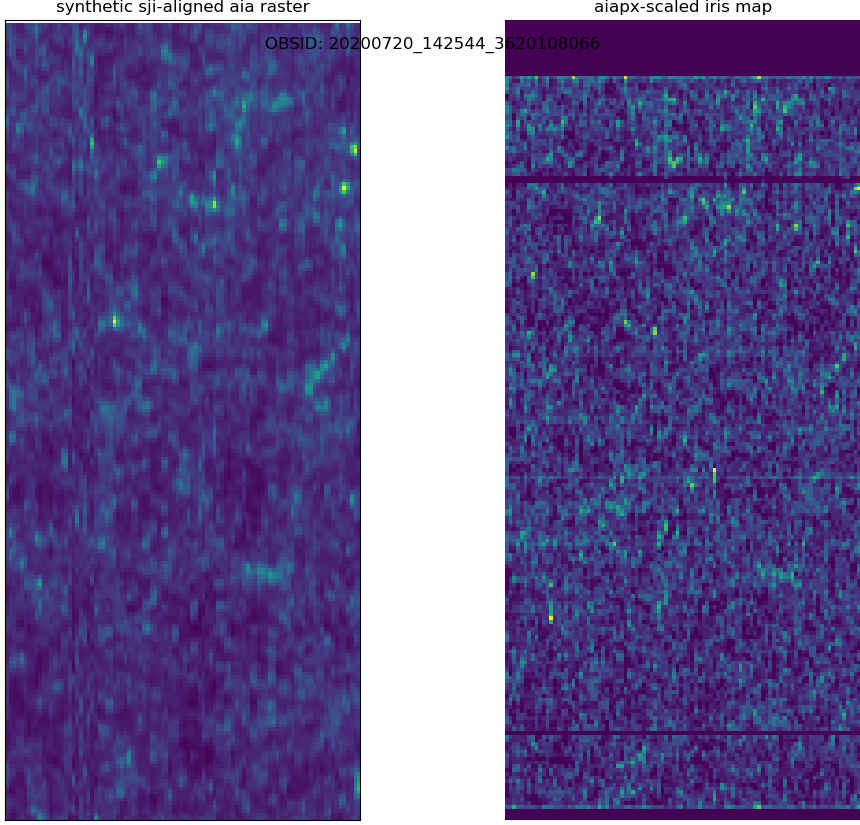 synthetic sji-aligned aia raster
aiapx-scaled iris map
OBSID: 20200720_142544_3620108066